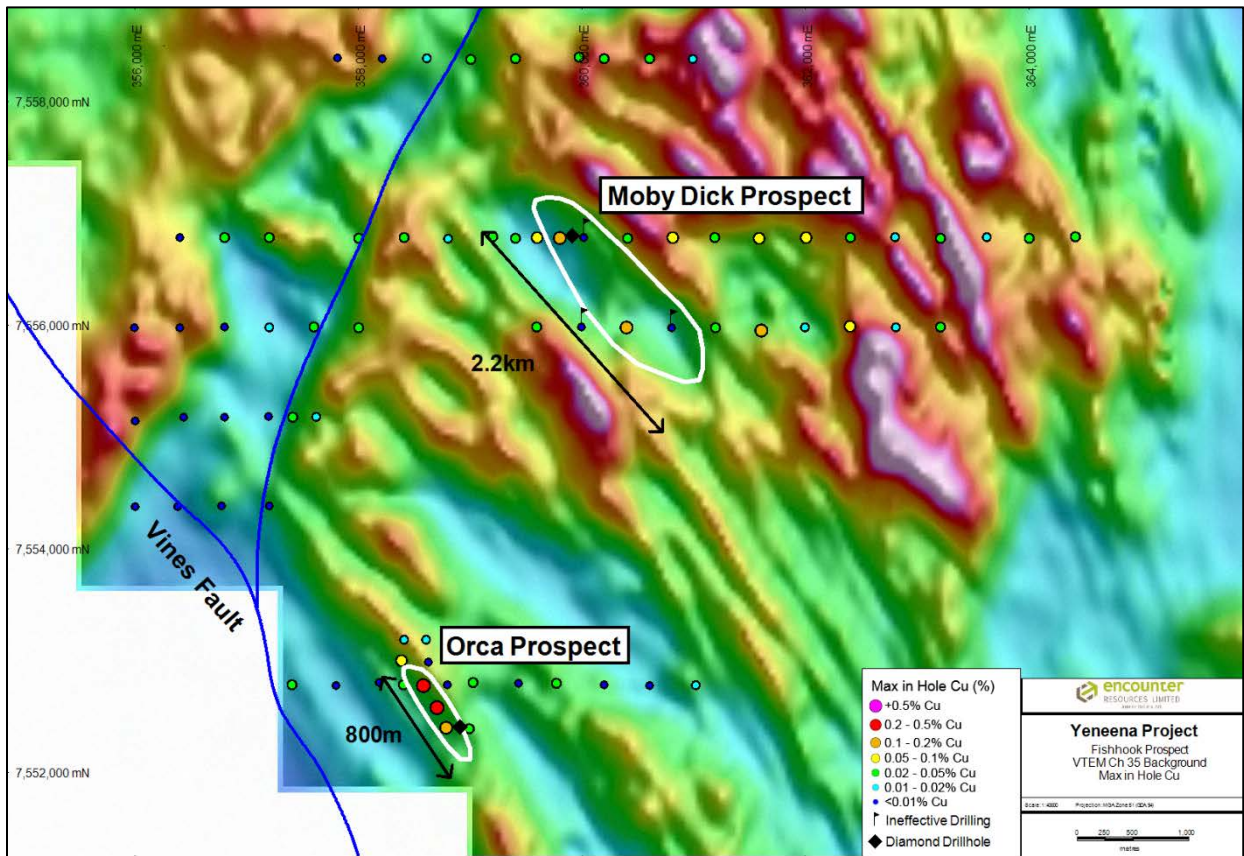 356,000 mE
358,000 mE
360,000 mE
362,000 mE
364,000 mE
7,558,000 mN
Moby Dick Prospect
7,556,000 mN
2.2km
7,554,000 mN
Vines Fault
Orca Prospect
800m
7,552,000 mN
Max in Hole Cu (%)
+0.5% Cu
0.2 - 0.5% Cu
0.1 - 0.2% Cu
0.05 - 0.1% Cu
0.02 - 0.05% Cu
0.01 - 0.02% Cu
<0.01% Cu
Ineffective Drilling
Diamond Drillhole
encounter
RESOURCES LIMITED
Yeneena Project
Fishhook Prospect
VTEM Ch 35 Background
Max in Hole Cu
0 250 500 1,000
metres